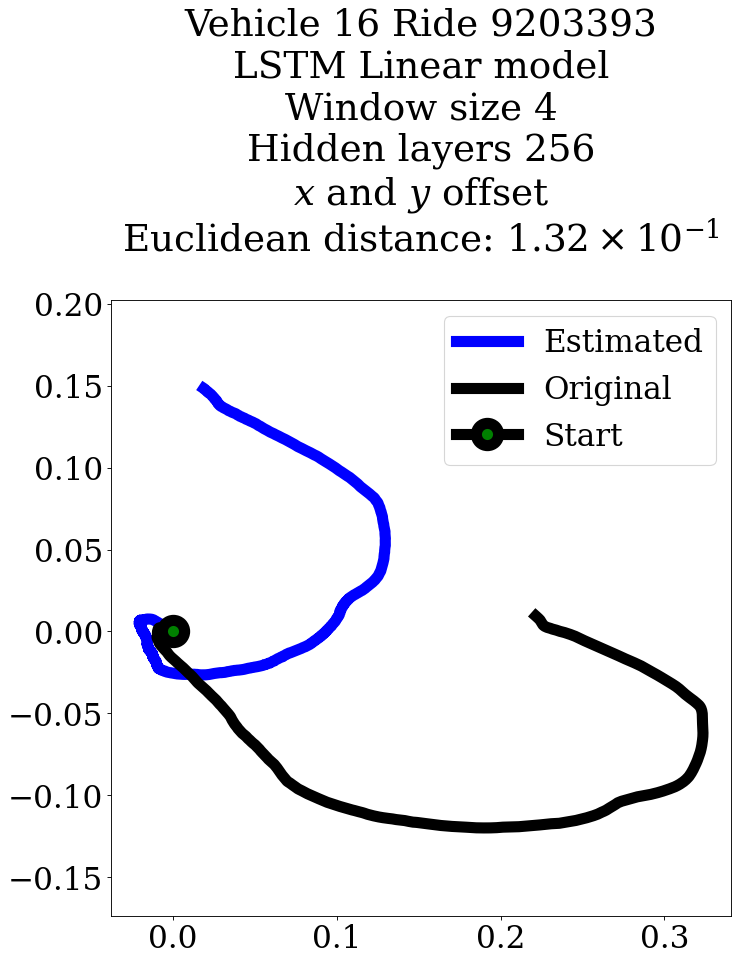 Vehicle 16 Ride 9203393
LSTM Linear model
Window size 4
Hidden layers 256
x and y offset
Euclidean distance: 1.32 × 10⁻¹
Estimated
Original
Start
0.20
0.15
0.10
0.05
0.00
−0.05
−0.10
−0.15
0.0 0.1 0.2 0.3